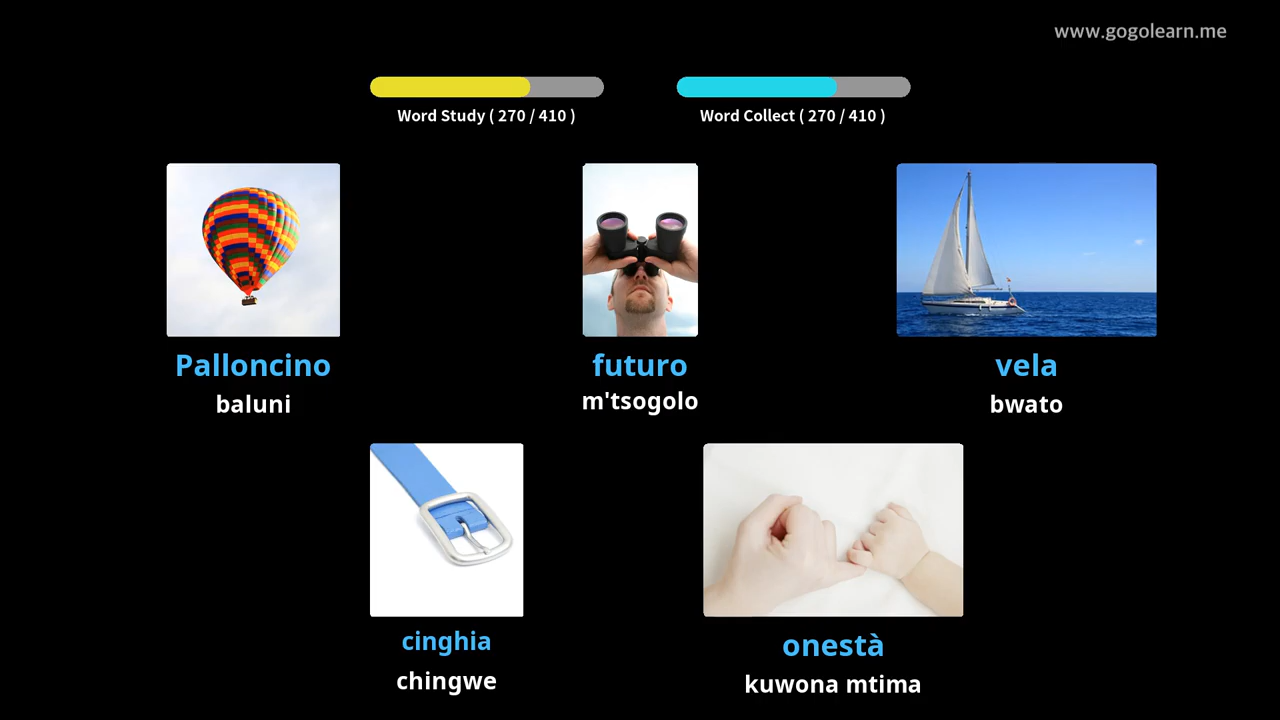 www.gogolearn.me
Word Study ( 270 / 410 )
Word Collect ( 270 / 410 )
Palloncino
baluni
futuro
m'tsogolo
vela
bwato
cinghia
chingwe
onestà
kuwona mtima